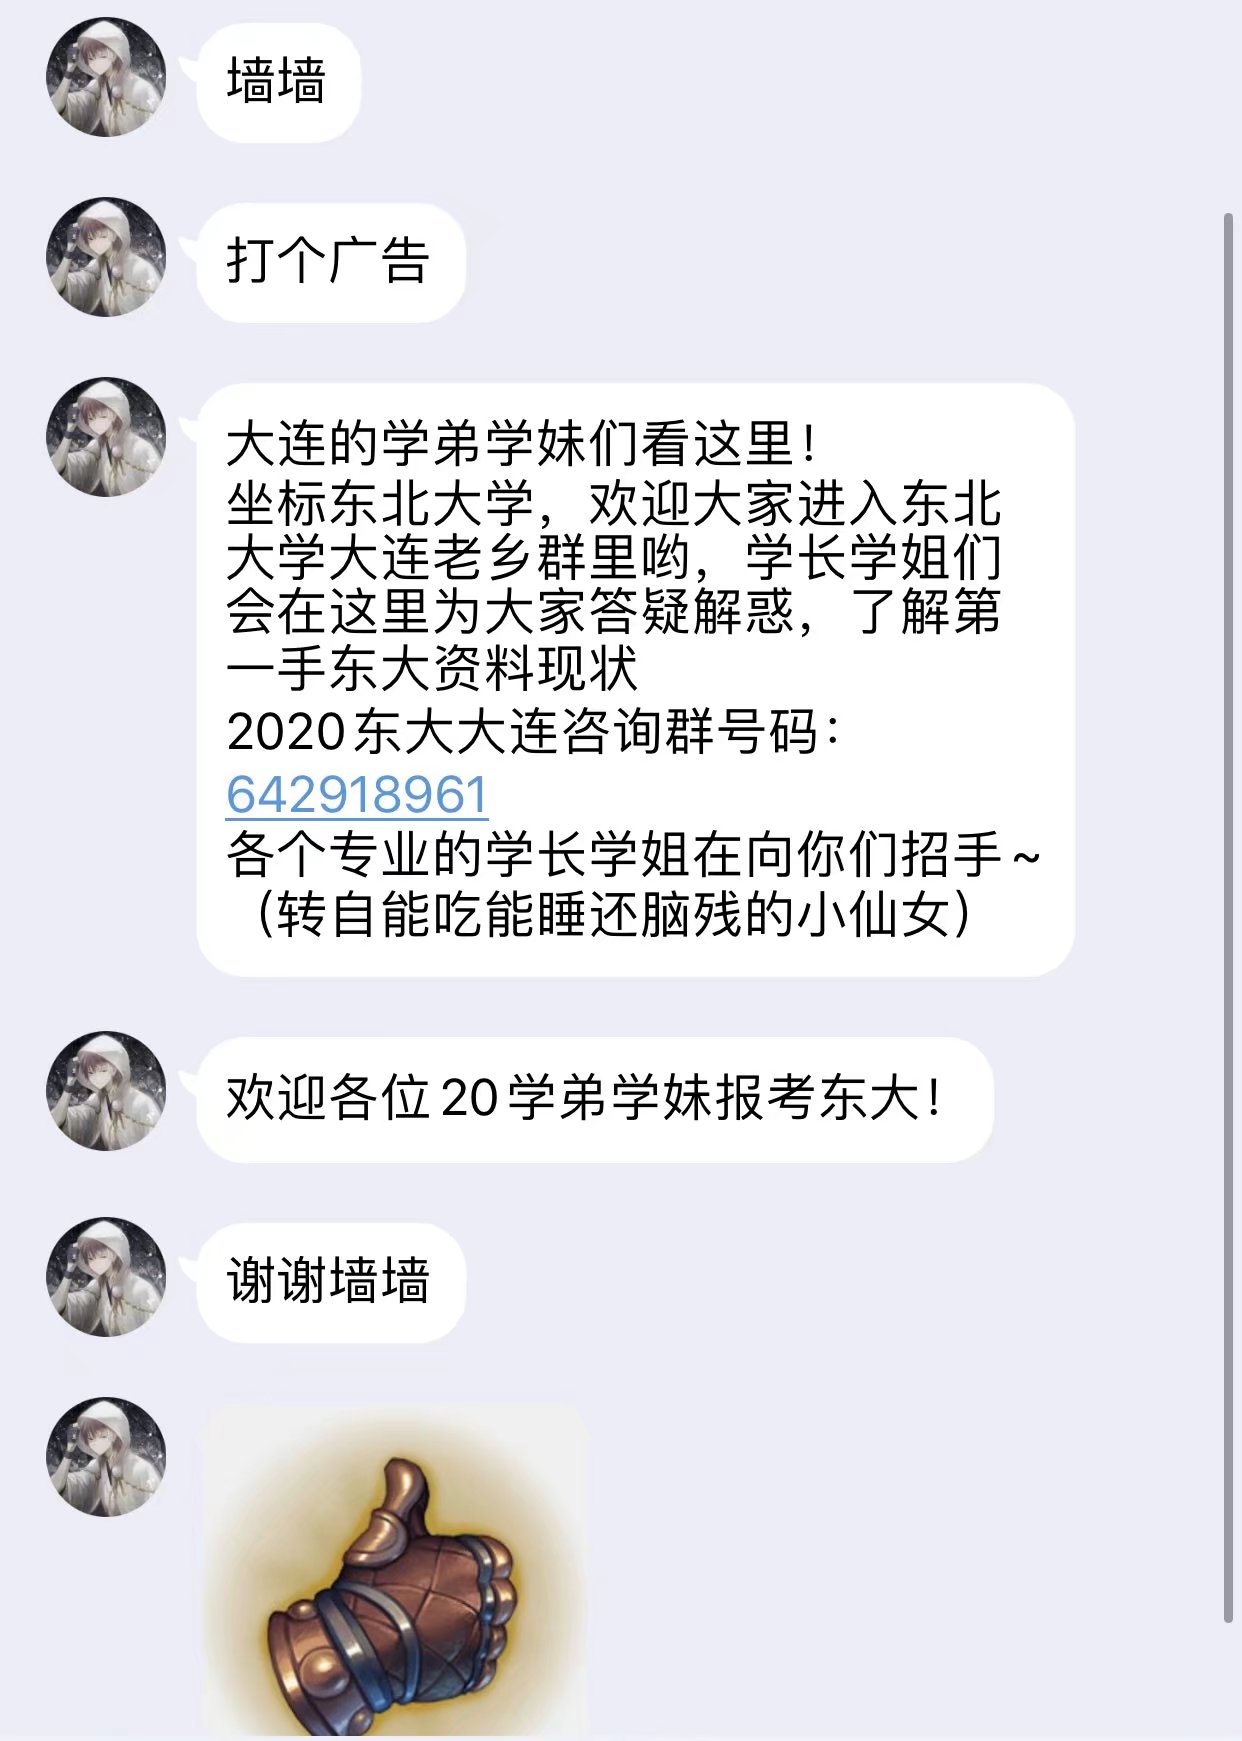 墙墙
打个广告
大连的学弟学妹们看这里！
坐标东北大学，欢迎大家进入东北
大学大连老乡群里哟，学长学姐们
会在这里为大家答疑解惑，了解第
一手东大资料现状
2020东大大连咨询群号码：
642918961
各个专业的学长学姐在向你们招手~
（转自能吃能睡还脑残的小仙女）
欢迎各位20学弟学妹报考东大！
谢谢墙墙